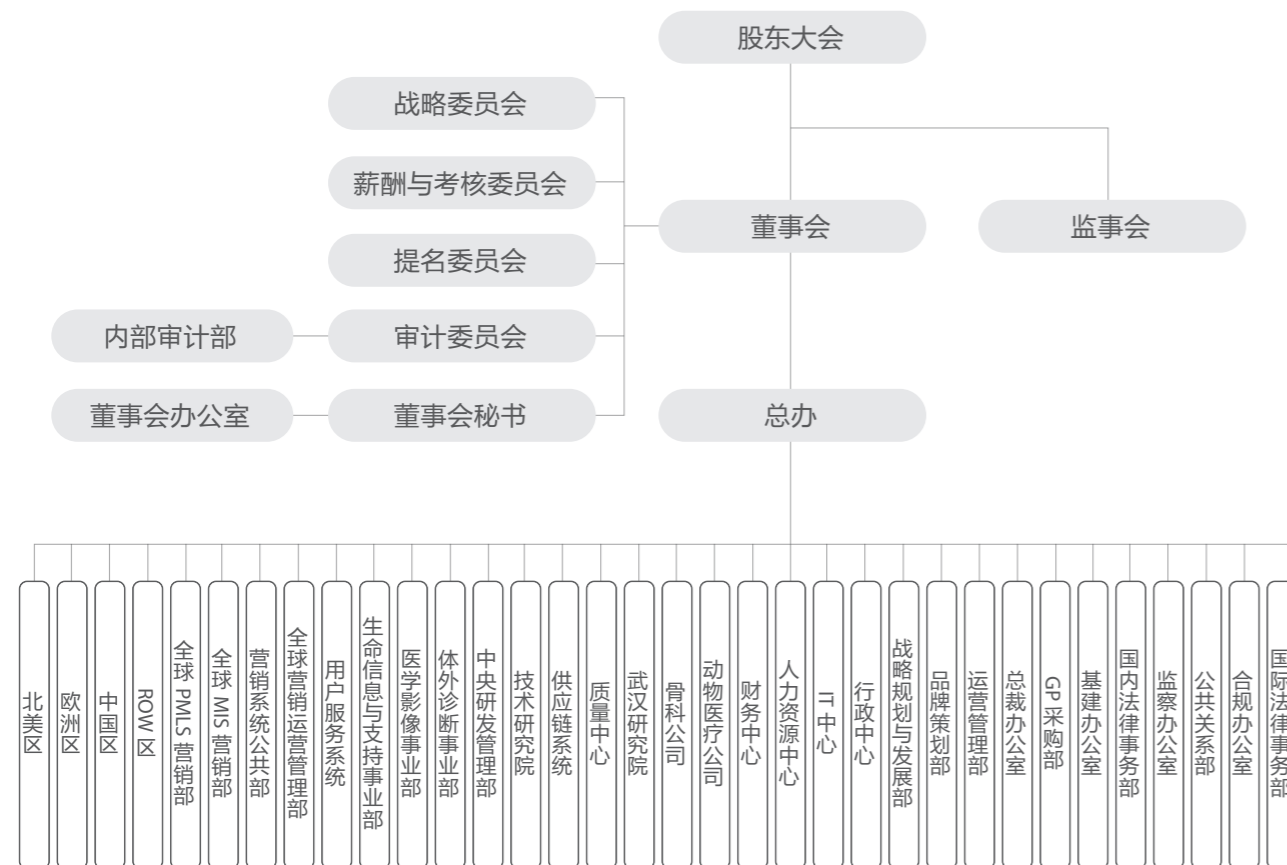 股东大会
战略委员会
薪酬与考核委员会
董事会
监事会
提名委员会
内部审计部
审计委员会
董事会办公室
董事会秘书
总办
北美区
欧洲区
中国区
ROW 区
全球 PMLS 营销部
全球 MIS 营销部
营销系统公共部
全球营销运营管理部
用户服务系统
生命信息与支持事业部
医学影像事业部
体外诊断事业部
中央研发管理部
技术研究院
供应链系统
质量中心
武汉研究院
骨科公司
动物医疗公司
财务中心
人力资源中心
IT 中心
行政中心
战略规划与发展部
品牌策划部
运营管理部
总裁办公室
GP 采购部
基建办公室
国内法律事务部
监察办公室
公共关系部
合规办公室
国际法律事务部